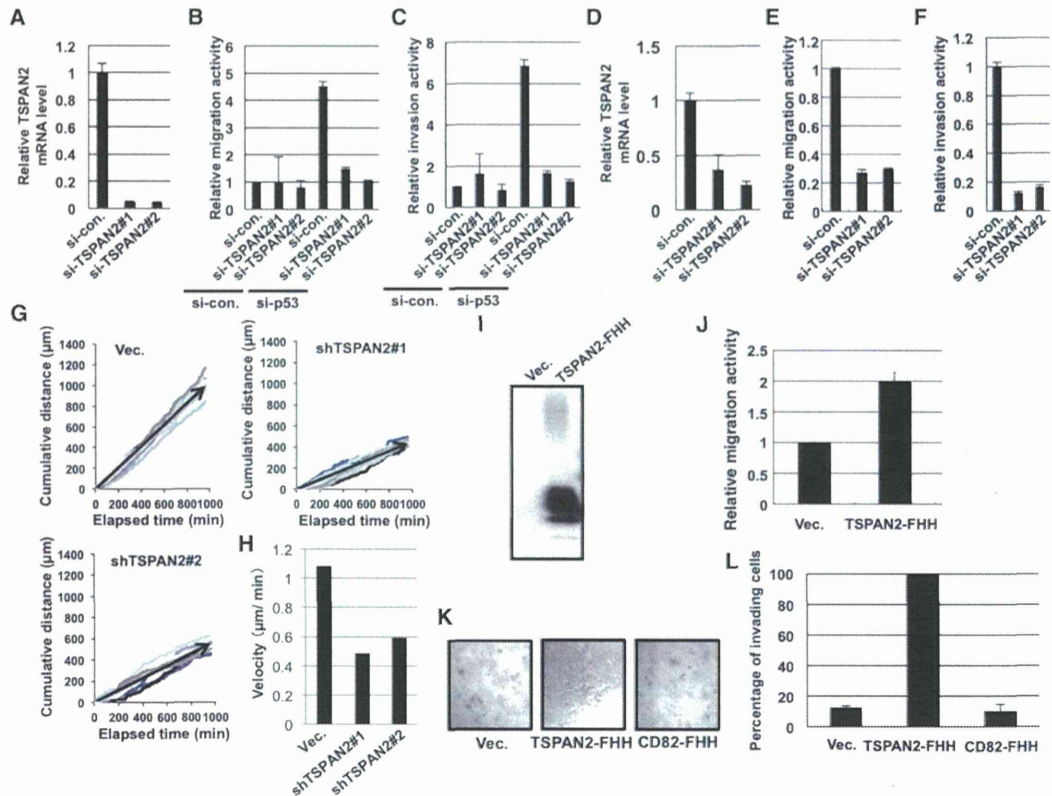 A
Relative TSPAN2 mRNA level
1.2
1
0.8
0.6
0.4
0.2
0
si-con.
si-TSPAN2#1
si-TSPAN2#2
B
Relative migration activity
6
5
4
3
2
1
0
si-con.
si-TSPAN2#1
si-TSPAN2#2
si-con.
si-TSPAN2#1
si-TSPAN2#2
si-con.
si-p53
C
Relative invasion activity
8
6
4
2
0
si-con.
si-TSPAN2#1
si-TSPAN2#2
si-con.
si-TSPAN2#1
si-TSPAN2#2
si-con.
si-p53
D
Relative TSPAN2 mRNA level
1.5
1
0.5
0
si-con.
si-TSPAN2#1
si-TSPAN2#2
E
Relative migration activity
1.2
1
0.8
0.6
0.4
0.2
0
si-con.
si-TSPAN2#1
si-TSPAN2#2
F
Relative invasion activity
1.2
1
0.8
0.6
0.4
0.2
0
si-con.
si-TSPAN2#1
si-TSPAN2#2
G
Cumulative distance (μm)
Vec.
1400
1200
1000
800
600
400
200
0
0 200 400 600 800 1000
Elapsed time (min)
Cumulative distance (μm)
shTSPAN2#1
1400
1200
1000
800
600
400
200
0
0 200 400 600 800 1000
Elapsed time (min)
Cumulative distance (μm)
shTSPAN2#2
1400
1200
1000
800
600
400
200
0
0 200 400 600 800 1000
Elapsed time (min)
H
Velocity (μm/ min)
1.2
1
0.8
0.6
0.4
0.2
0
Vec.
shTSPAN2#1
shTSPAN2#2
I
Vec.
TSPAN2-FHH
J
Relative migration activity
2.5
2
1.5
1
0.5
0
Vec.
TSPAN2-FHH
K
Vec.
TSPAN2-FHH
CD82-FHH
L
Percentage of invading cells
100
80
60
40
20
0
Vec.
TSPAN2-FHH
CD82-FHH